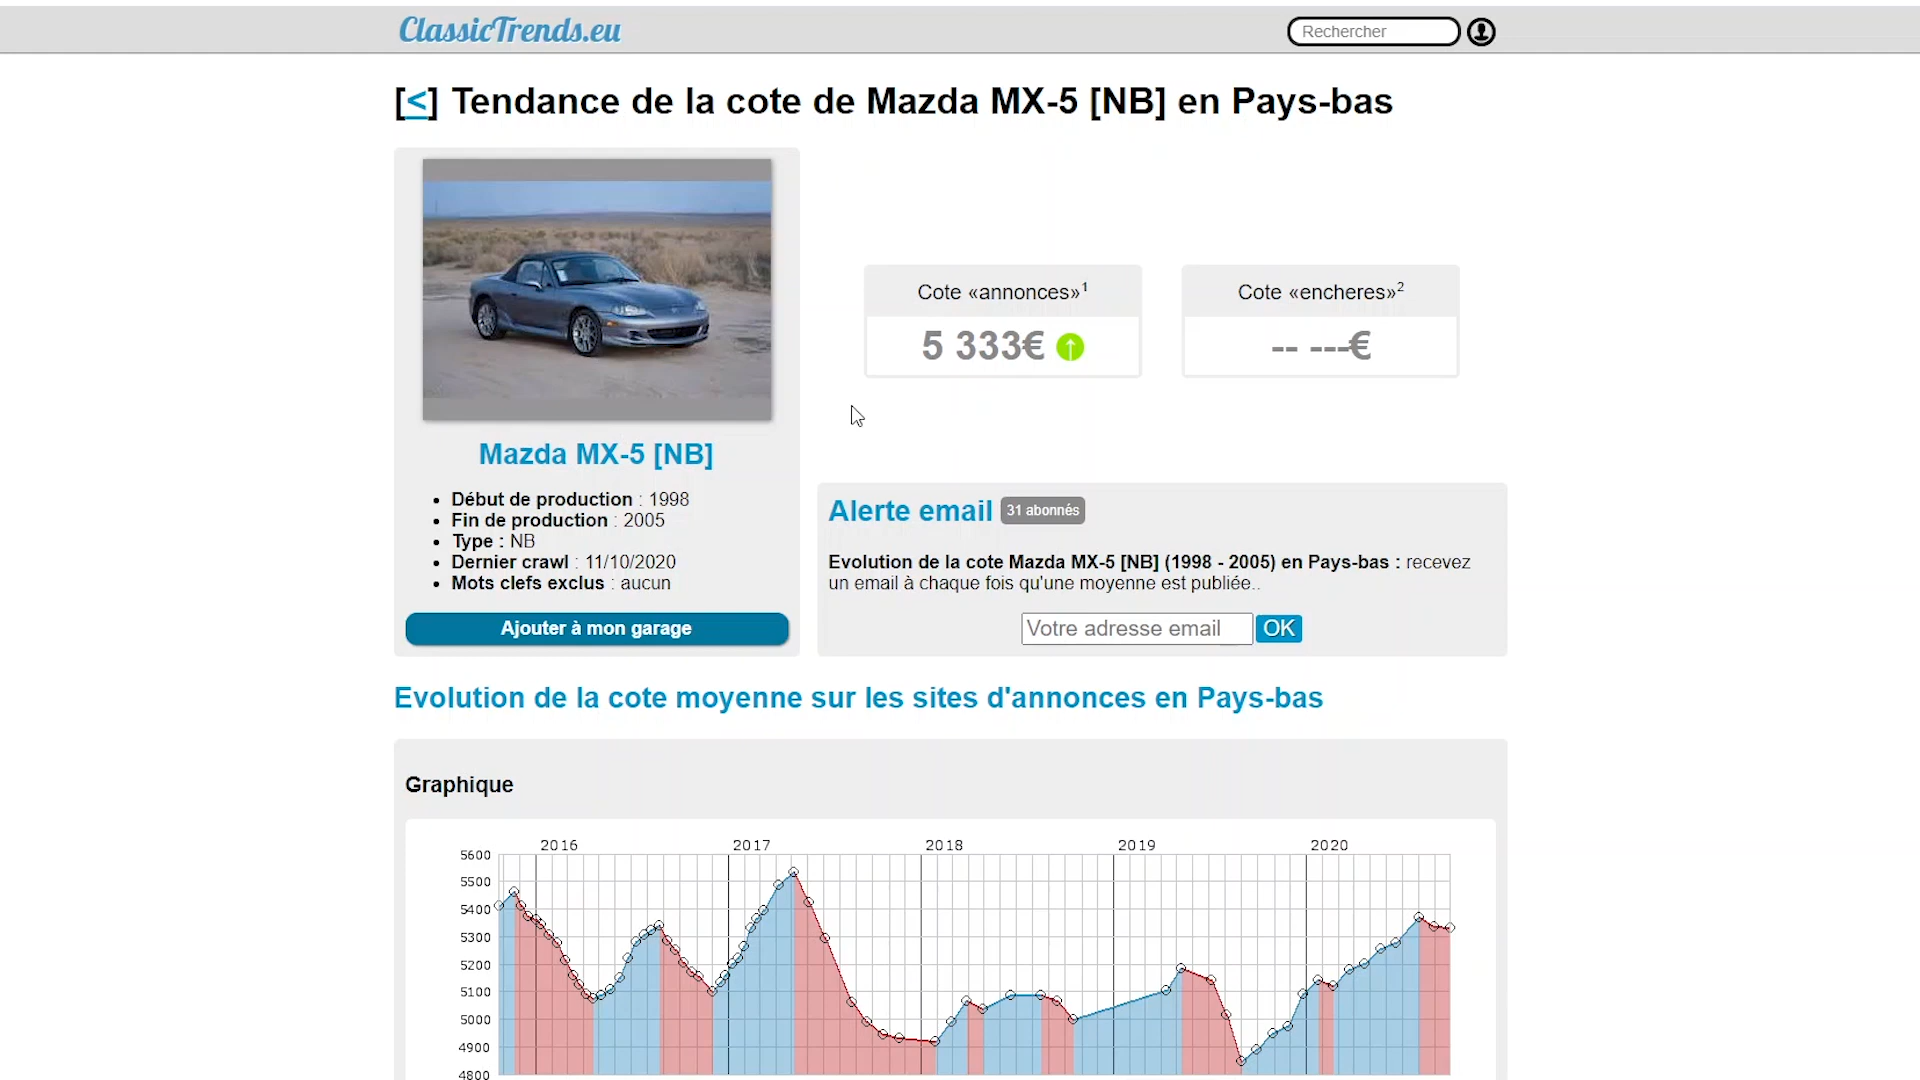 ClassicTrends.eu
Rechercher
[<] Tendance de la cote de Mazda MX-5 [NB] en Pays-bas
Cote «annonces»1
5 333€
Cote «encheres»2
-- ---€
Mazda MX-5 [NB]
Début de production : 1998
Fin de production : 2005
Type : NB
Dernier crawl : 11/10/2020
Mots clefs exclus : aucun
Ajouter à mon garage
Alerte email 31 abonnés
Evolution de la cote Mazda MX-5 [NB] (1998 - 2005) en Pays-bas : recevez
un email à chaque fois qu'une moyenne est publiée..
Votre adresse email OK
Evolution de la cote moyenne sur les sites d'annonces en Pays-bas
Graphique
2016 2017 2018 2019 2020
5600
5500
5400
5300
5200
5100
5000
4900
4800